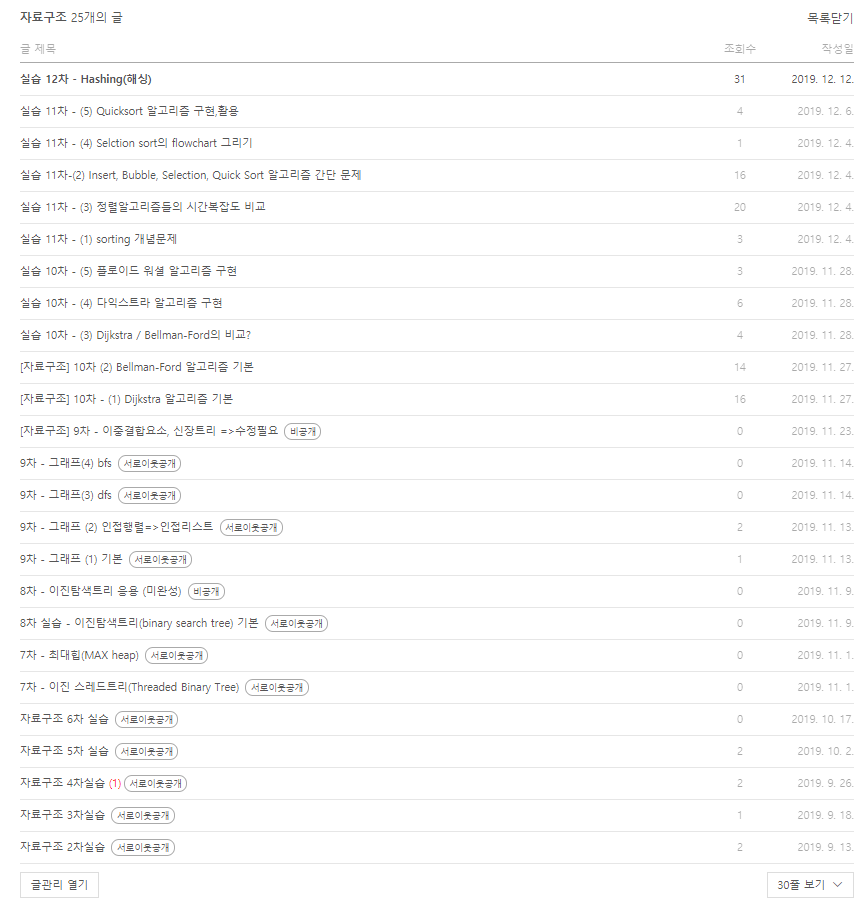 자료구조 25개의 글 목록닫기
글 제목 조회수 작성일
실습 12차 - Hashing(해싱) 31 2019. 12. 12.
실습 11차 - (5) Quicksort 알고리즘 구현,활용 4 2019. 12. 6.
실습 11차 - (4) Selction sort의 flowchart 그리기 1 2019. 12. 4.
실습 11차-(2) Insert, Bubble, Selection, Quick Sort 알고리즘 간단 문제 16 2019. 12. 4.
실습 11차 - (3) 정렬알고리즘들의 시간복잡도 비교 20 2019. 12. 4.
실습 11차 - (1) sorting 개념문제 3 2019. 12. 4.
실습 10차 - (5) 플로이드 워셜 알고리즘 구현 3 2019. 11. 28.
실습 10차 - (4) 다익스트라 알고리즘 구현 6 2019. 11. 28.
실습 10차 - (3) Dijkstra / Bellman-Ford의 비교? 4 2019. 11. 28.
[자료구조] 10차 (2) Bellman-Ford 알고리즘 기본 14 2019. 11. 27.
[자료구조] 10차 - (1) Dijkstra 알고리즘 기본 16 2019. 11. 27.
[자료구조] 9차 - 이중결합요소, 신장트리 =>수정필요 비공개 0 2019. 11. 23.
9차 - 그래프(4) bfs 서로이웃공개 0 2019. 11. 14.
9차 - 그래프(3) dfs 서로이웃공개 0 2019. 11. 14.
9차 - 그래프 (2) 인접행렬=>인접리스트 서로이웃공개 2 2019. 11. 13.
9차 - 그래프 (1) 기본 서로이웃공개 1 2019. 11. 13.
8차 - 이진탐색트리 응용 (미완성) 비공개 0 2019. 11. 9.
8차 실습 - 이진탐색트리(binary search tree) 기본 서로이웃공개 0 2019. 11. 9.
7차 - 최대힙(MAX heap) 서로이웃공개 0 2019. 11. 1.
7차 - 이진 스레드트리(Threaded Binary Tree) 서로이웃공개 0 2019. 11. 1.
자료구조 6차 실습 서로이웃공개 0 2019. 10. 17.
자료구조 5차 실습 서로이웃공개 2 2019. 10. 2.
자료구조 4차실습 (1) 서로이웃공개 2 2019. 9. 26.
자료구조 3차실습 서로이웃공개 1 2019. 9. 18.
자료구조 2차실습 서로이웃공개 2 2019. 9. 13.
글관리 열기 30줄 보기